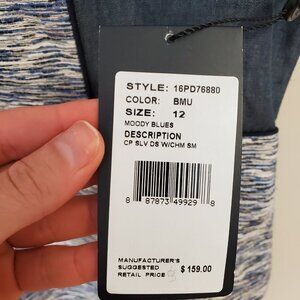 STYLE: 16PD76880
COLOR: BMU
SIZE: 12
MOODY BLUES
DESCRIPTION
CP SLV DS W/CHM SM
8 87873 49929 8
MANUFACTURER'S
SUGGESTED
RETAIL PRICE $159.00